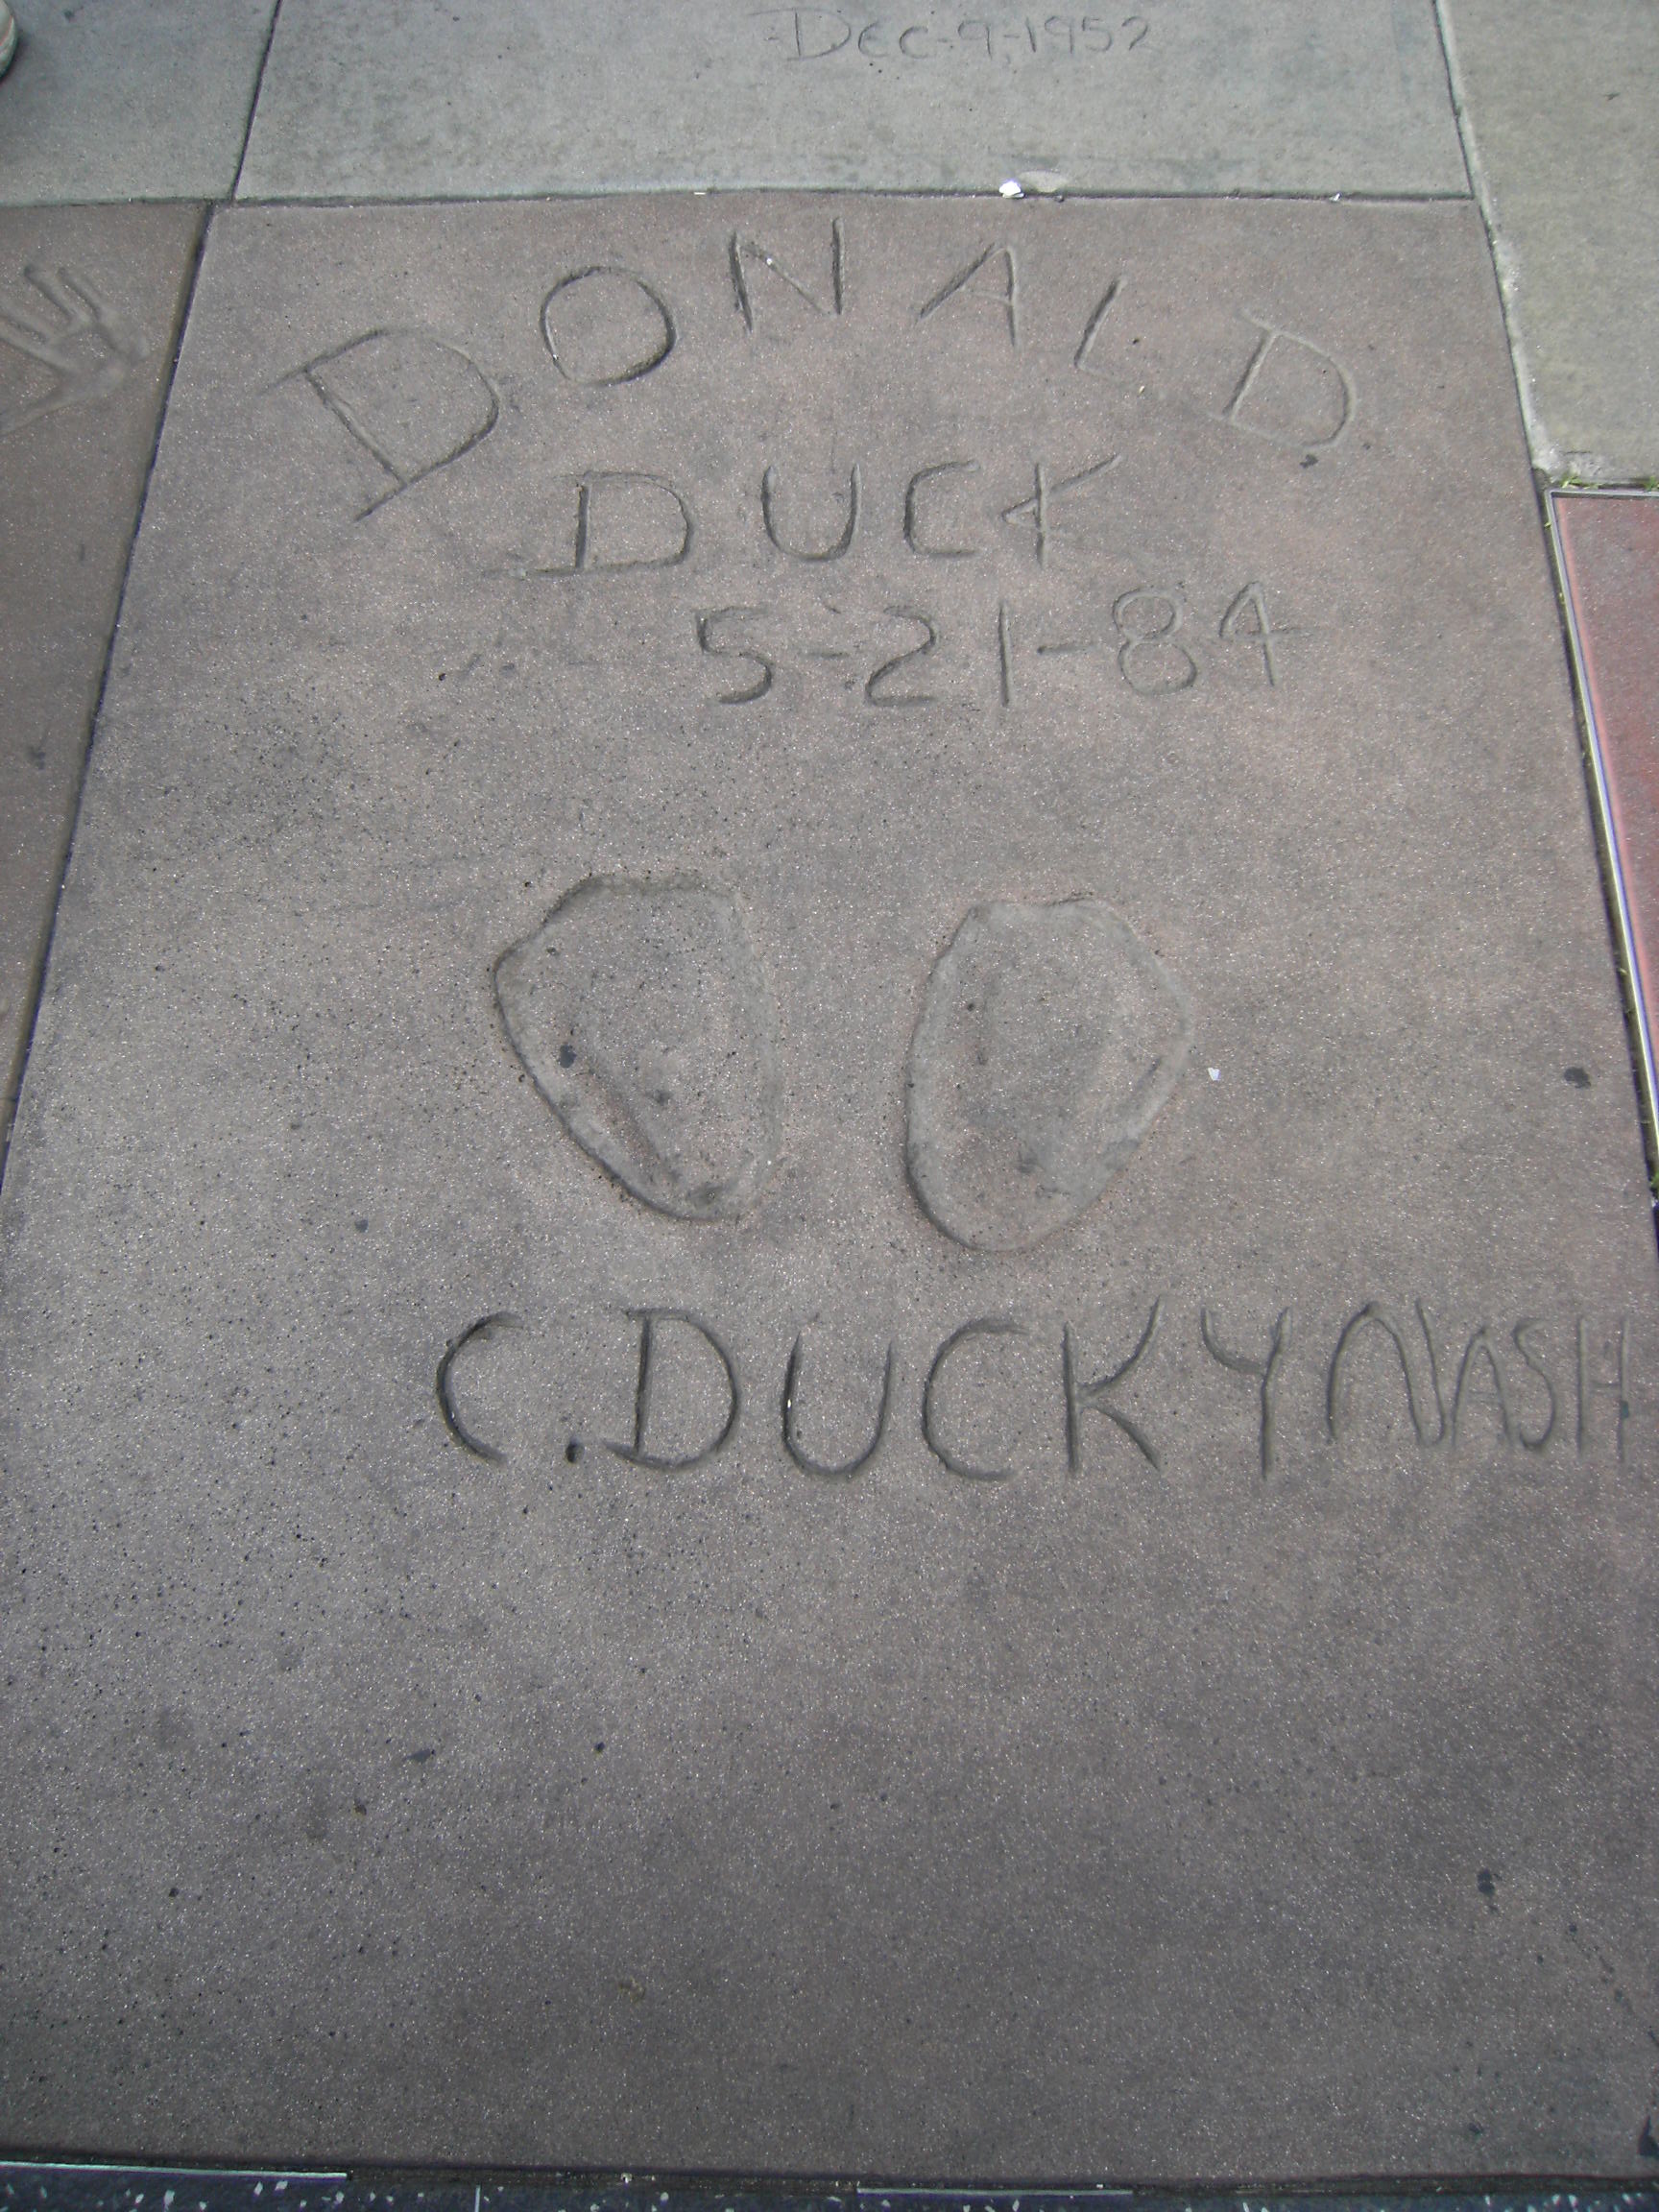 Dec-9-1952
DONALD
DUCK
5-21-84
C.DUCKY NASH